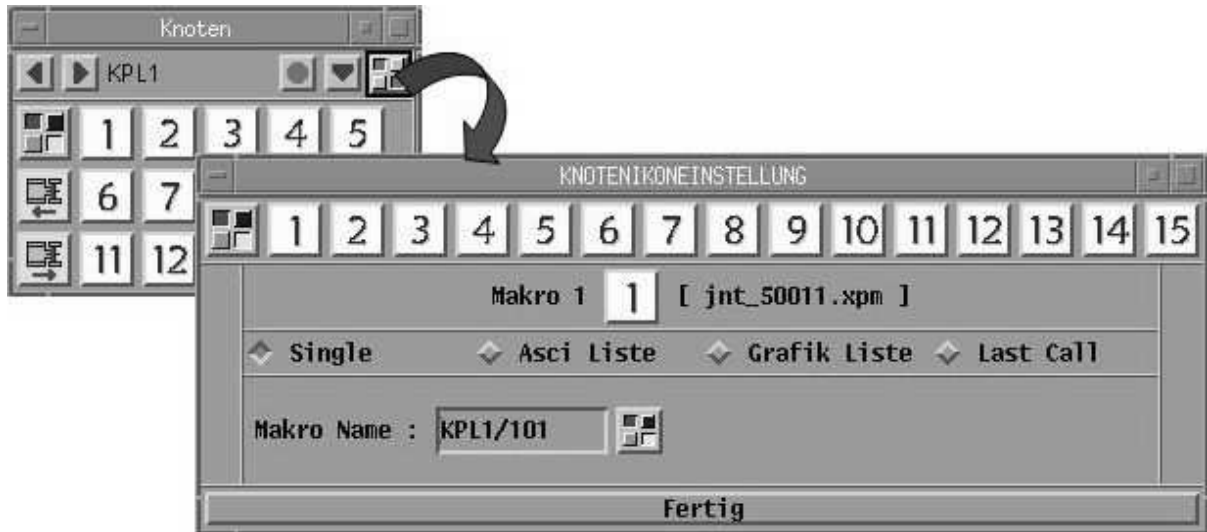 Knoten
KPL1
1 2 3 4 5
6 7
11 12
KNOTENIKONEINSTELLUNG
1 2 3 4 5 6 7 8 9 10 11 12 13 14 15
Makro 1 1 [ jnt_50011.xpm ]
Single Asci Liste Grafik Liste Last Call
Makro Name : KPL1/101
Fertig